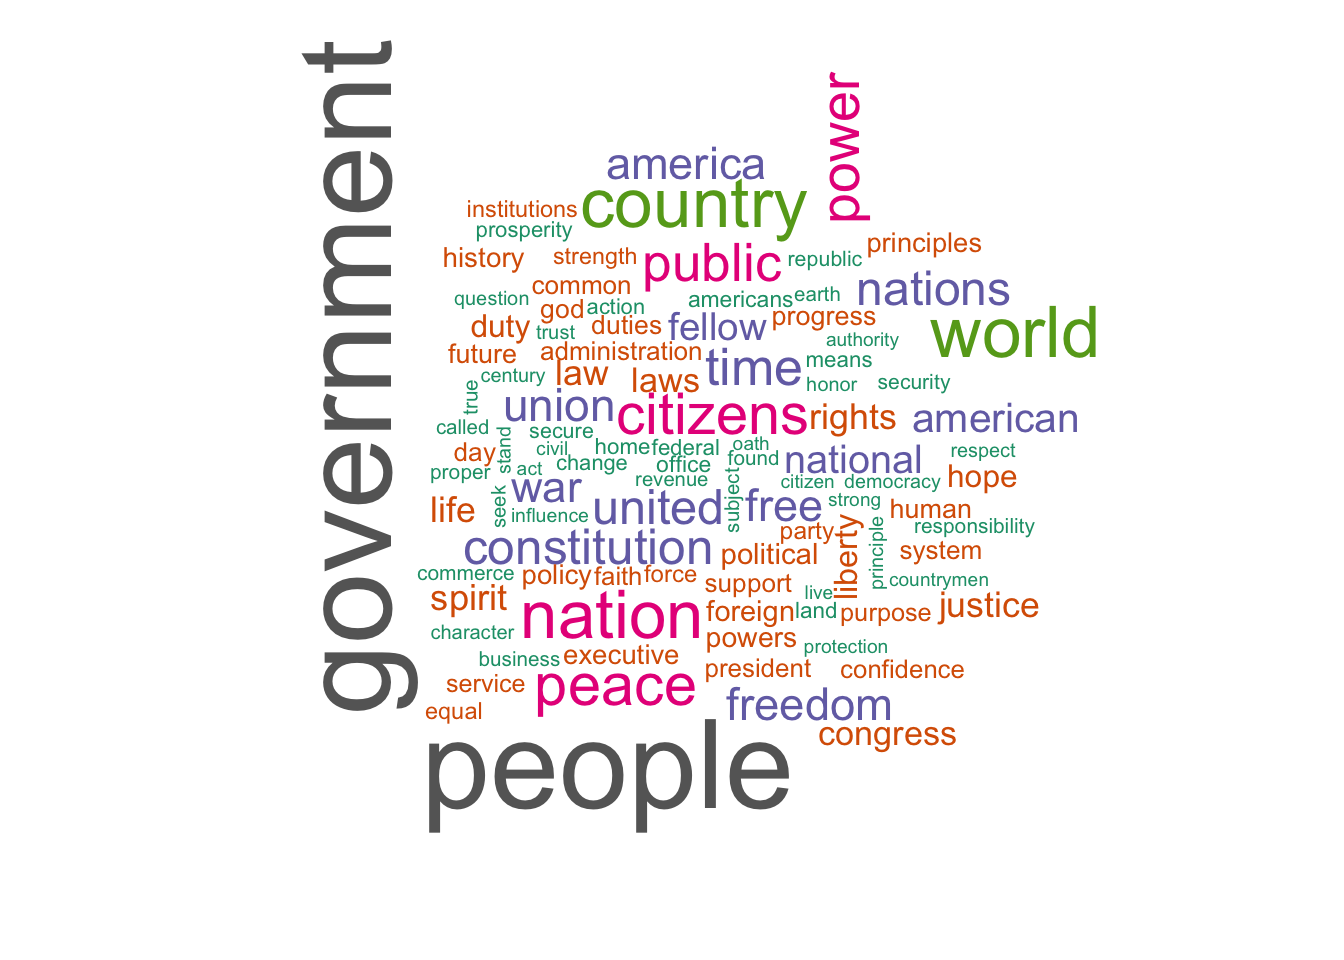 government
power
america
country
institutions
prosperity
principles
history
strength
public
republic
common
nations
question
god
action
americans
earth
duty
trust
duties
fellow
progress
world
future
administration
time
authority
means
century
law
laws
honor
security
true
union
citizens
rights
american
called
stand
secure
home
federal
oath
day
civil
found
national
respect
proper
act
change
office
revenue
subject
citizen
democracy
hope
seek
war
life
influence
united
free
strong
human
responsibility
party
liberty
principle
constitution
political
system
commerce
policy
faith
force
support
live
countrymen
spirit
nation
foreign
land
purpose
justice
character
powers
protection
business
executive
president
confidence
service
peace
equal
freedom
congress
people